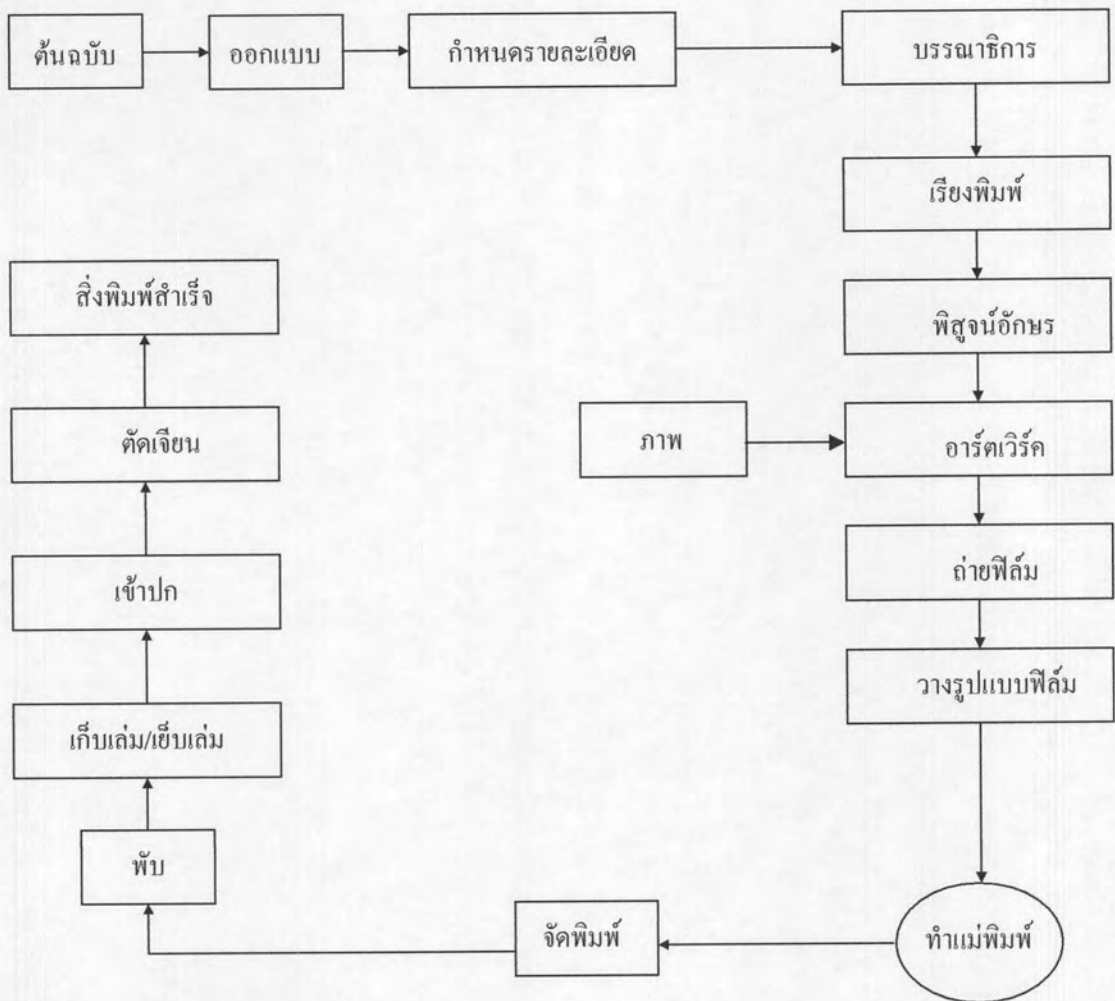 ต้นฉบับ
ออกแบบ
กำหนดรายละเอียด
บรรณาธิการ
เรียงพิมพ์
พิสูจน์อักษร
ภาพ
อาร์ตเวิร์ค
ถ่ายฟิล์ม
วางรูปแบบฟิล์ม
ทำแม่พิมพ์
จัดพิมพ์
พับ
เก็บเล่ม/เย็บเล่ม
เข้าปก
ตัดเจียน
สิ่งพิมพ์สำเร็จ